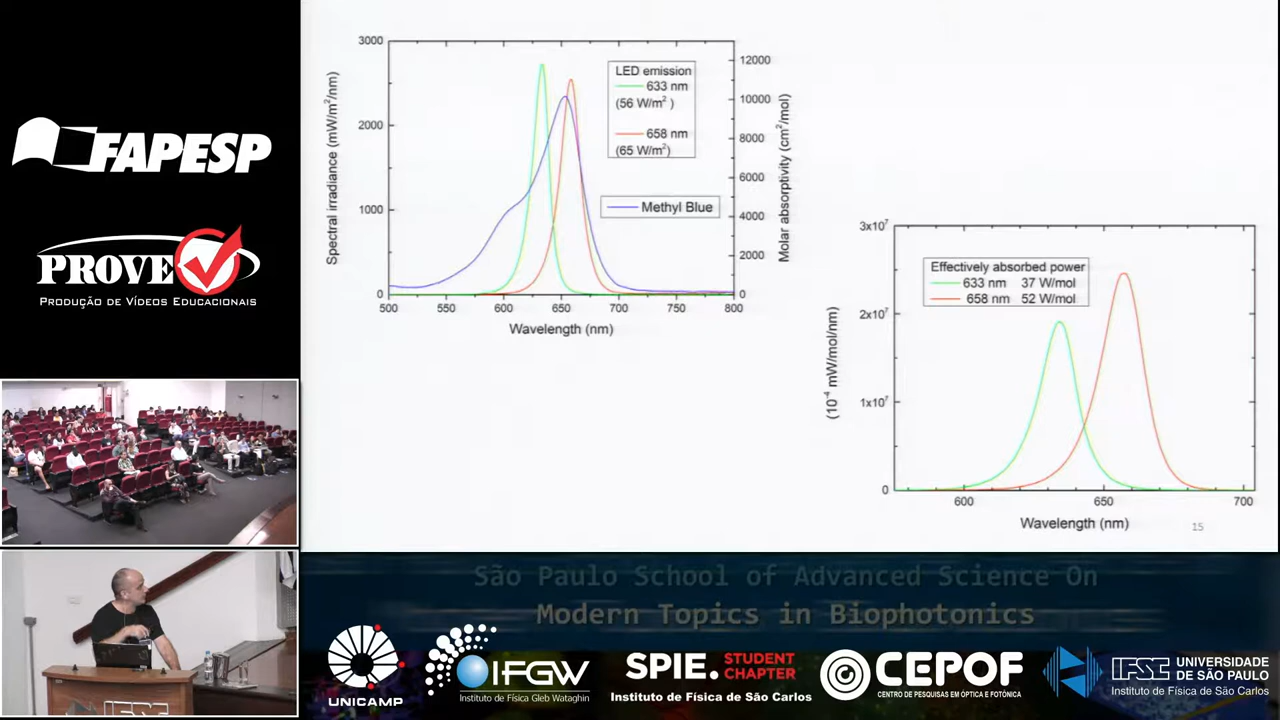 FAPESP
PROVE
PRODUÇÃO DE VÍDEOS EDUCACIONAIS
3000
2000
1000
0
Spectral irradiance (mW/m²/nm)
500 550 600 650 700 750 800
Wavelength (nm)
12000
10000
8000
6000
4000
2000
0
Molar absorptivity (cm²/mol)
LED emission
633 nm
(56 W/m²)
658 nm
(65 W/m²)
Methyl Blue
3x10⁷
2x10⁷
1x10⁷
0
(10⁻⁴ mW/mol/nm)
Effectively absorbed power
633 nm 37 W/mol
658 nm 52 W/mol
600 650 700
Wavelength (nm)
15
São Paulo School of Advanced Science On
Modern Topics in Biophotonics
UNICAMP
IFGW
Instituto de Física Gleb Wataghin
SPIE. STUDENT CHAPTER
Instituto de Física de São Carlos
CEPOF
CENTRO DE PESQUISAS EM ÓPTICA E FOTÔNICA
IFSC UNIVERSIDADE DE SÃO PAULO
Instituto de Física de São Carlos